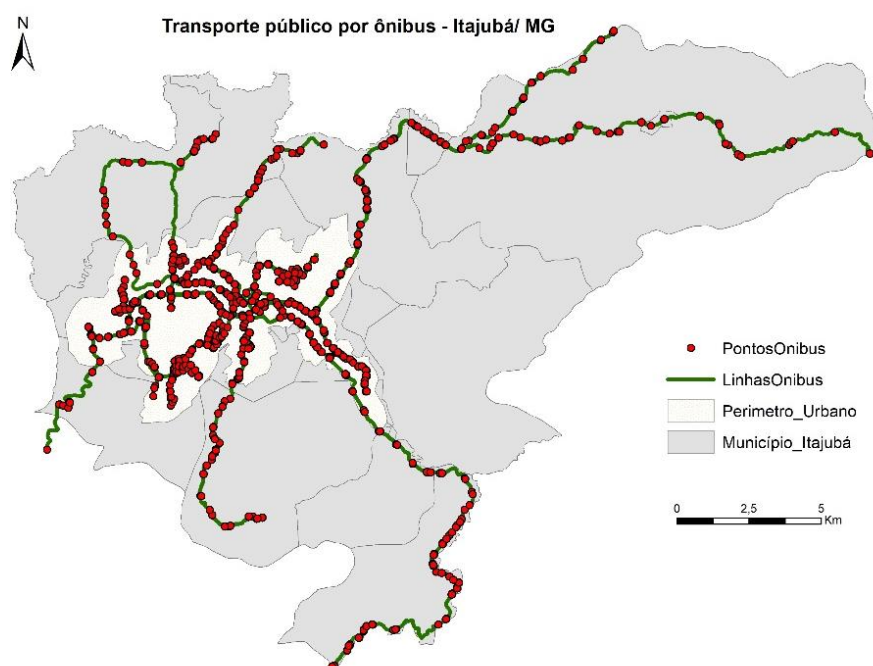 Transporte público por ônibus - Itajubá/ MG
N
PontosOnibus
LinhasOnibus
Perimetro_Urbano
Município_Itajubá
0 2,5 5
Km